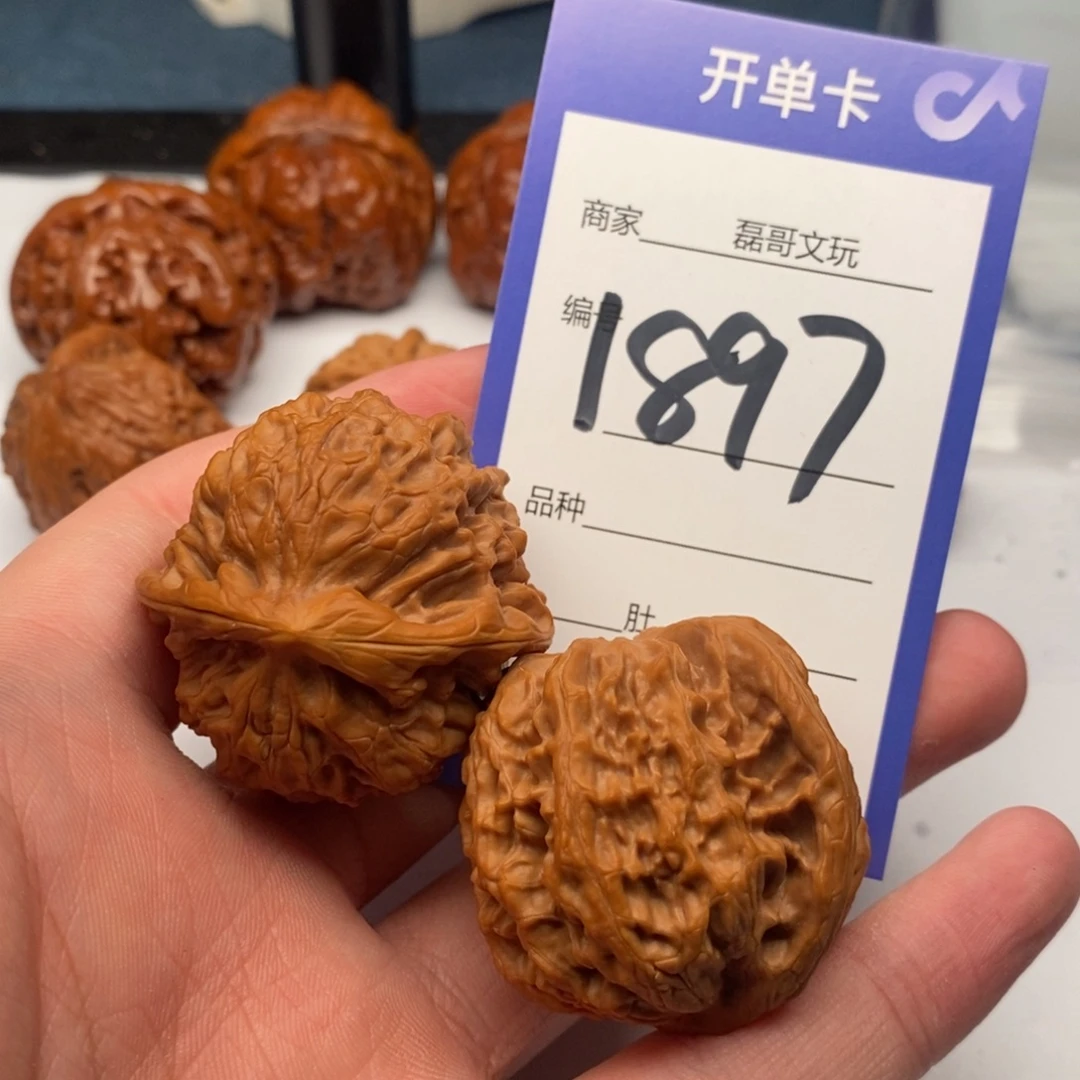 开单卡
商家 磊哥文玩
编号 1897
品种
肚